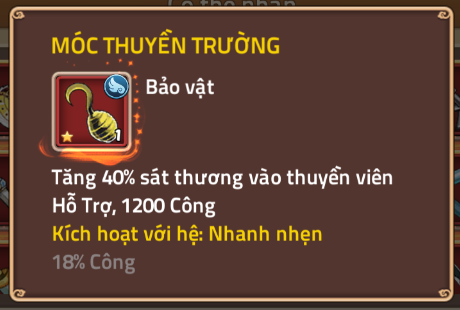 MÓC THUYỀN TRƯỜNG
Bảo vật
1
Tăng 40% sát thương vào thuyền viên
Hỗ Trợ, 1200 Công
Kích hoạt với hệ: Nhanh nhẹn
18% Công